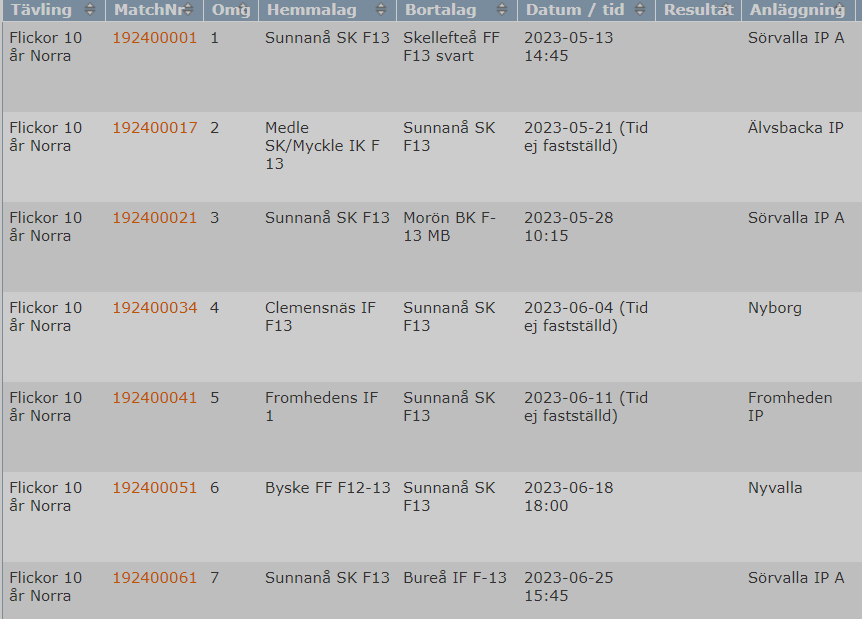 Tävling MatchNr Omg Hemmalag Bortalag Datum / tid Resultat Anläggning
Flickor 10 192400001 1 Sunnanå SK F13 Skellefteå FF 2023-05-13 Sörvalla IP A
år Norra F13 svart 14:45
Flickor 10 192400017 2 Medle Sunnanå SK 2023-05-21 (Tid Älvsbacka IP
år Norra SK/Myckle IK F F13 ej fastställd)
13
Flickor 10 192400021 3 Sunnanå SK F13 Morön BK F- 2023-05-28 Sörvalla IP A
år Norra 13 MB 10:15
Flickor 10 192400034 4 Clemensnäs IF Sunnanå SK 2023-06-04 (Tid Nyborg
år Norra F13 F13 ej fastställd)
Flickor 10 192400041 5 Fromhedens IF Sunnanå SK 2023-06-11 (Tid Fromheden
år Norra 1 F13 ej fastställd) IP
Flickor 10 192400051 6 Byske FF F12-13 Sunnanå SK 2023-06-18 Nyvalla
år Norra F13 18:00
Flickor 10 192400061 7 Sunnanå SK F13 Bureå IF F-13 2023-06-25 Sörvalla IP A
år Norra 15:45